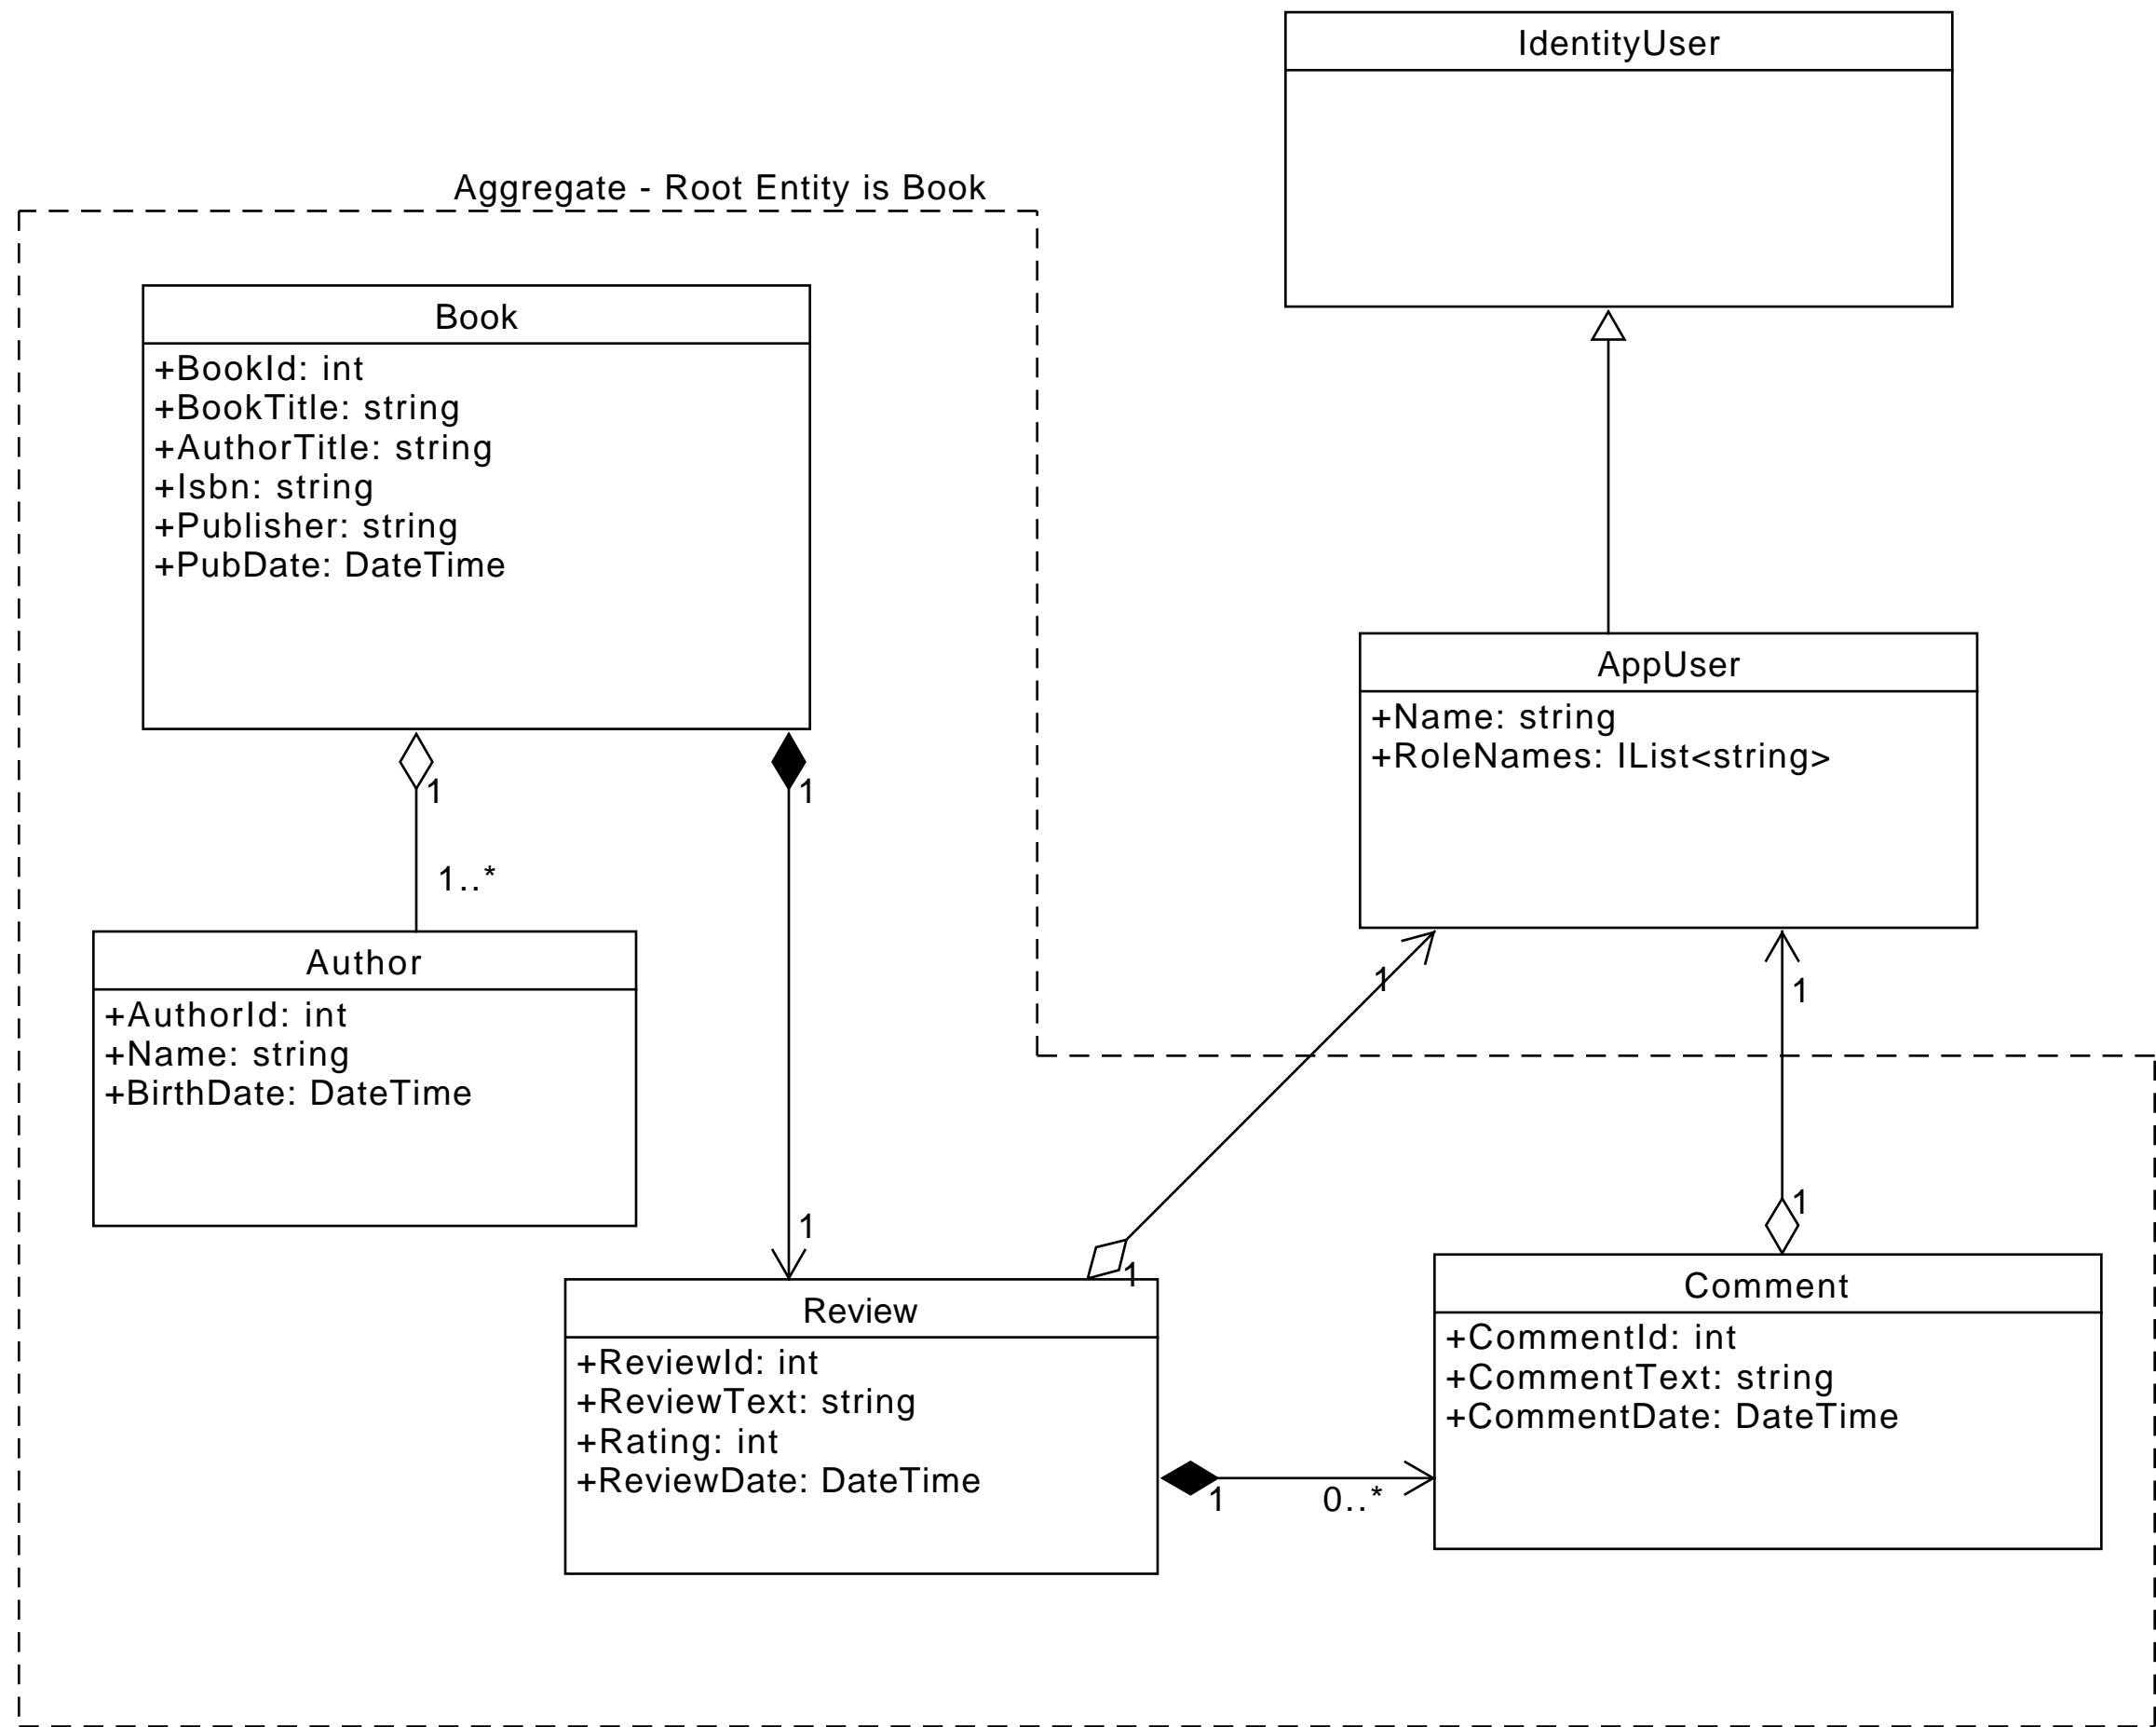 IdentityUser
Aggregate - Root Entity is Book
Book
+BookId: int
+BookTitle: string
+AuthorTitle: string
+Isbn: string
+Publisher: string
+PubDate: DateTime
AppUser
+Name: string
+RoleNames: IList<string>
1
1
1..*
Author
+AuthorId: int
+Name: string
+BirthDate: DateTime
1
1
1
1
1
Review
+ReviewId: int
+ReviewText: string
+Rating: int
+ReviewDate: DateTime
Comment
+CommentId: int
+CommentText: string
+CommentDate: DateTime
1
0..*